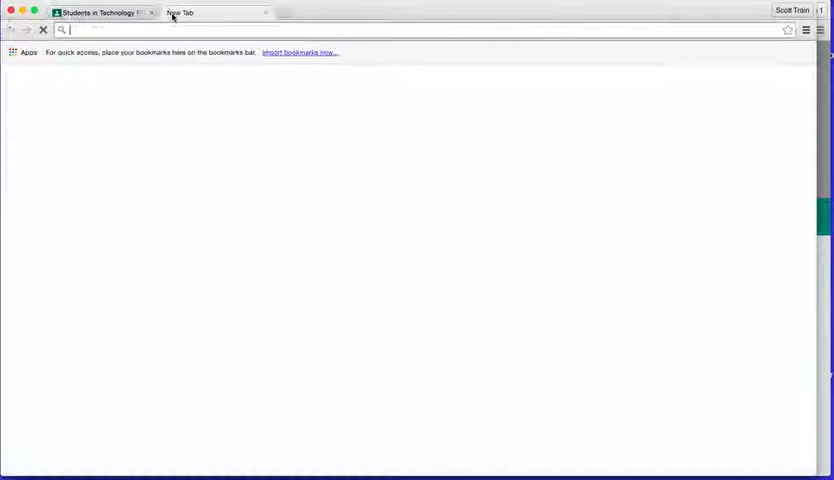 Students in Technology
New Tab
Scott Train
1
Apps
For quick access, place your bookmarks here on the bookmarks bar. Import bookmarks now...